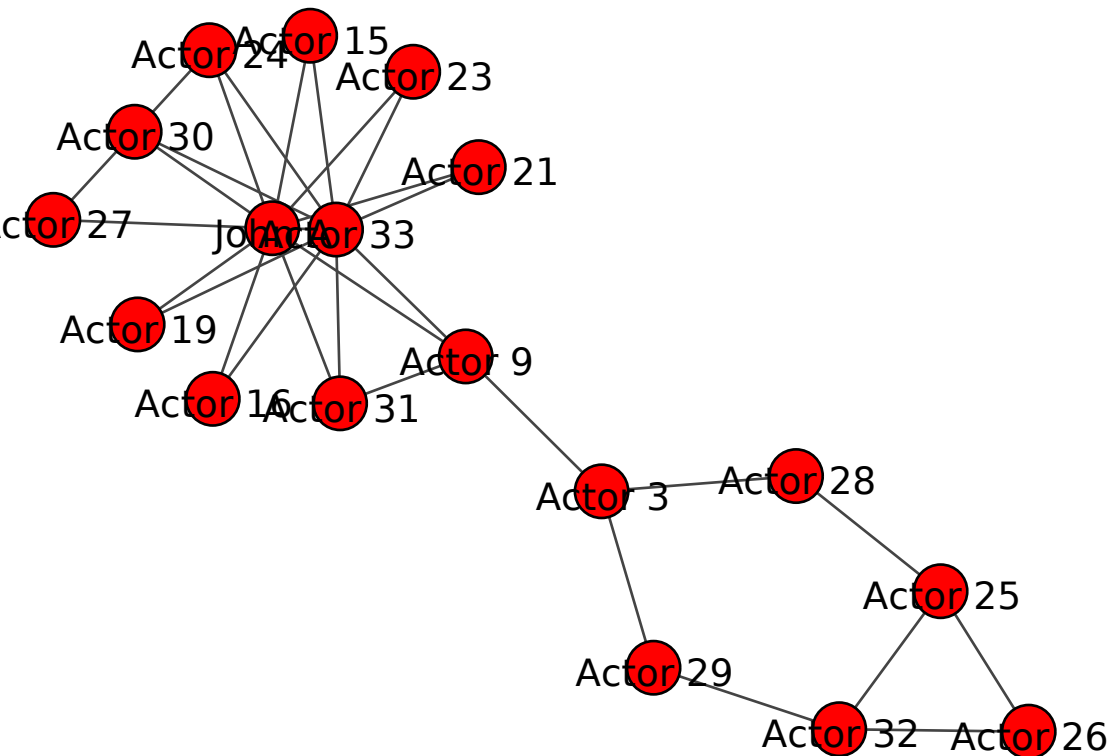 Actor 15
Actor 24
Actor 23
Actor 30
Actor 21
ctor 27
John A
Actor 33
Actor 19
Actor 9
Actor 16
Actor 31
Actor 28
Actor 3
Actor 25
Actor 29
Actor 32
Actor 26